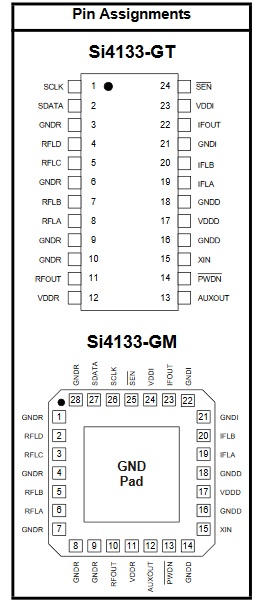 Pin Assignments
Si4133-GT
SCLK 1 24 SEN
SDATA 2 23 VDDI
GNDR 3 22 IFOUT
RFLD 4 21 GNDI
RFLC 5 20 IFLB
GNDR 6 19 IFLA
RFLB 7 18 GNDD
RFLA 8 17 VDDD
GNDR 9 16 GNDD
GNDR 10 15 XIN
RFOUT 11 14 PWDN
VDDR 12 13 AUXOUT
Si4133-GM
GNDR SDATA SCLK SEN VDDI IFOUT GNDI
28 27 26 25 24 23 22
GNDR 1 21 GNDI
RFLD 2 20 IFLB
RFLC 3 19 IFLA
GNDR 4 18 GNDD
RFLB 5 17 VDDD
RFLA 6 16 GNDD
GNDR 7 15 XIN
GND
Pad
8 9 10 11 12 13 14
GNDR GNDR RFOUT VDDR AUXOUT PWDN GNDD